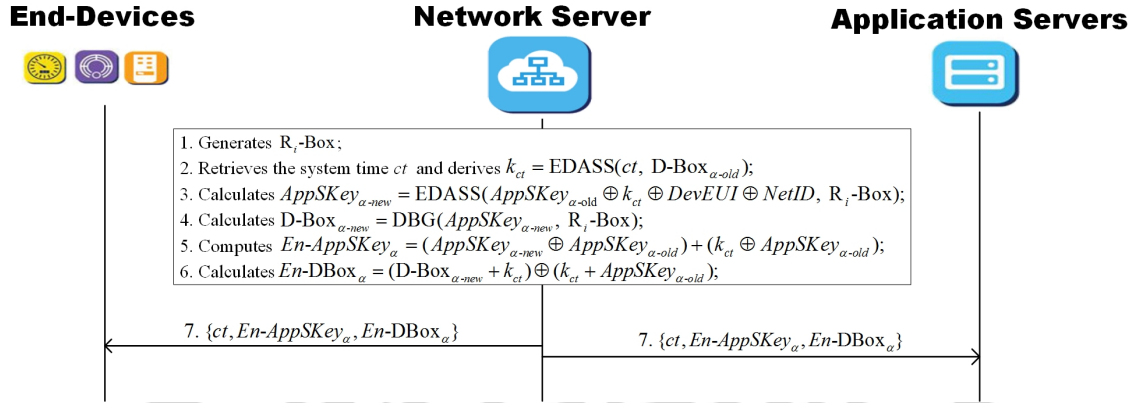 End-Devices Network Server Application Servers
1. Generates R_i-Box;
2. Retrieves the system time ct and derives k_ct = EDASS(ct, D-Box_α-old);
3. Calculates AppSKey_α-new = EDASS(AppSKey_α-old ⊕ k_ct ⊕ DevEUI ⊕ NetID, R_i-Box);
4. Calculates D-Box_α-new = DBG(AppSKey_α-new, R_i-Box);
5. Computes En-AppSKey_α = (AppSKey_α-new ⊕ AppSKey_α-old) + (k_ct ⊕ AppSKey_α-old);
6. Calculates En-DBox_α = (D-Box_α-new + k_ct) ⊕ (k_ct + AppSKey_α-old);
7. {ct, En-AppSKey_α, En-DBox_α}
7. {ct, En-AppSKey_α, En-DBox_α}